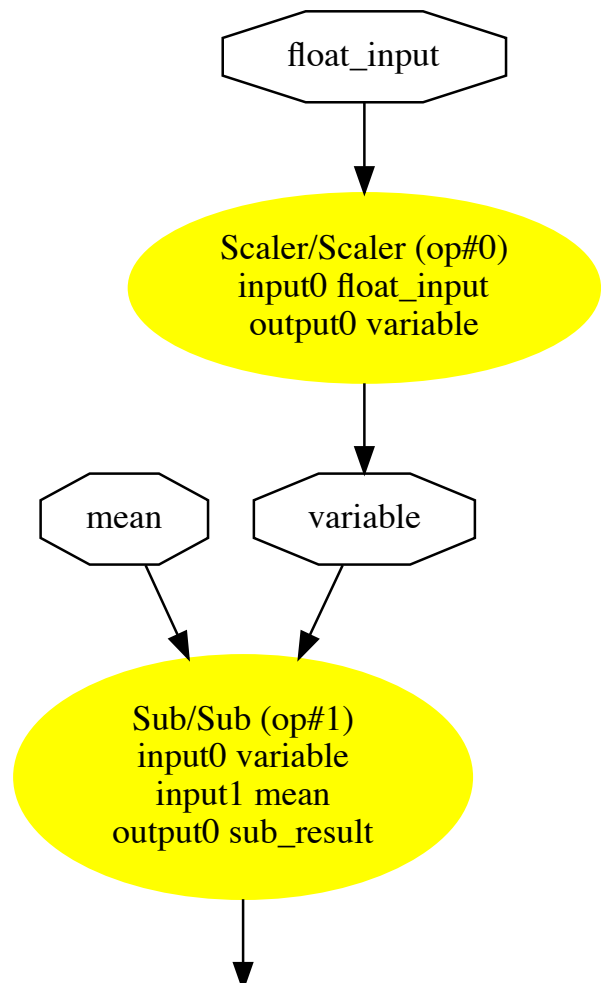 float_input
Scaler/Scaler (op#0)
input0 float_input
output0 variable
mean
variable
Sub/Sub (op#1)
input0 variable
input1 mean
output0 sub_result